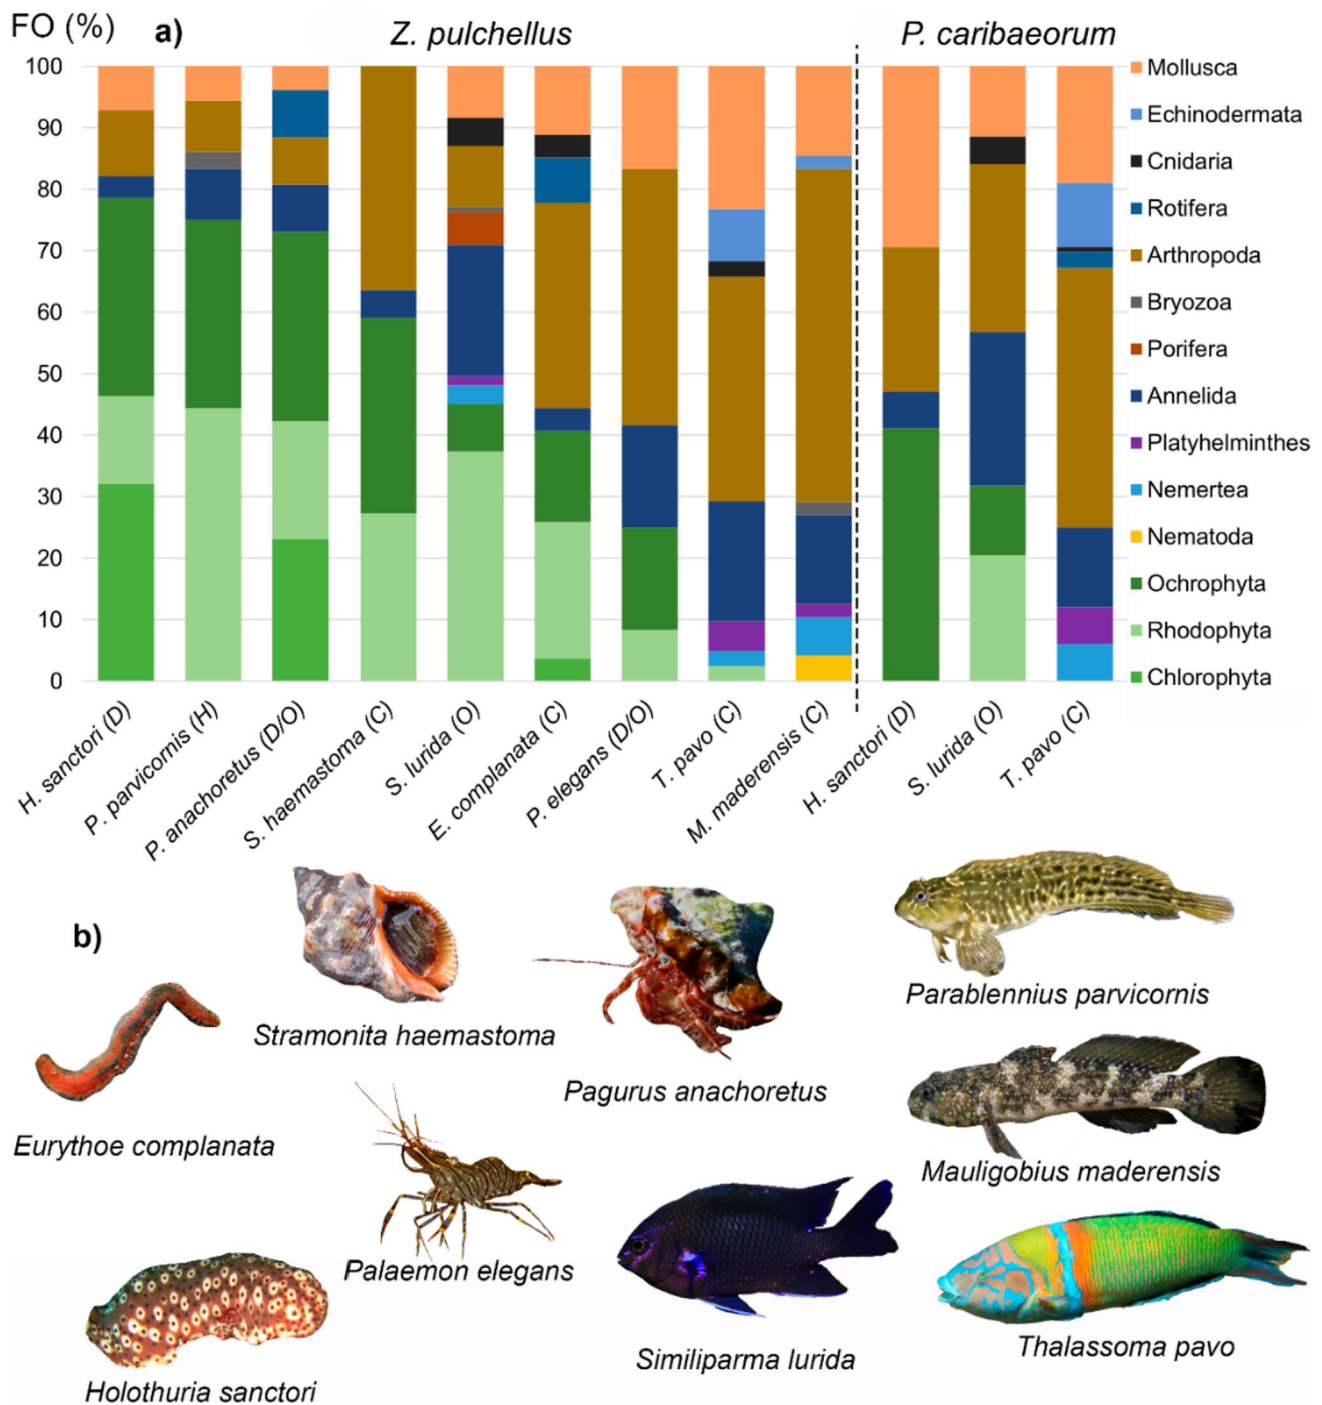 FO (%) a) Z. pulchellus P. caribaeorum
100
90
80
70
60
50
40
30
20
10
0
Mollusca
Echinodermata
Cnidaria
Rotifera
Arthropoda
Bryozoa
Porifera
Annelida
Platyhelminthes
Nemertea
Nematoda
Ochrophyta
Rhodophyta
Chlorophyta
H. sanctori (D)
P. parvicornis (H)
P. anachoretus (D/O)
S. haemastoma (C)
S. lurida (O)
E. complanata (C)
P. elegans (D/O)
T. pavo (C)
M. maderensis (C)
H. sanctori (D)
S. lurida (O)
T. pavo (C)
b)
Parablennius parvicornis
Stramonita haemastoma
Pagurus anachoretus
Eurythoe complanata
Mauligobius maderensis
Palaemon elegans
Similiparma lurida
Thalassoma pavo
Holothuria sanctori